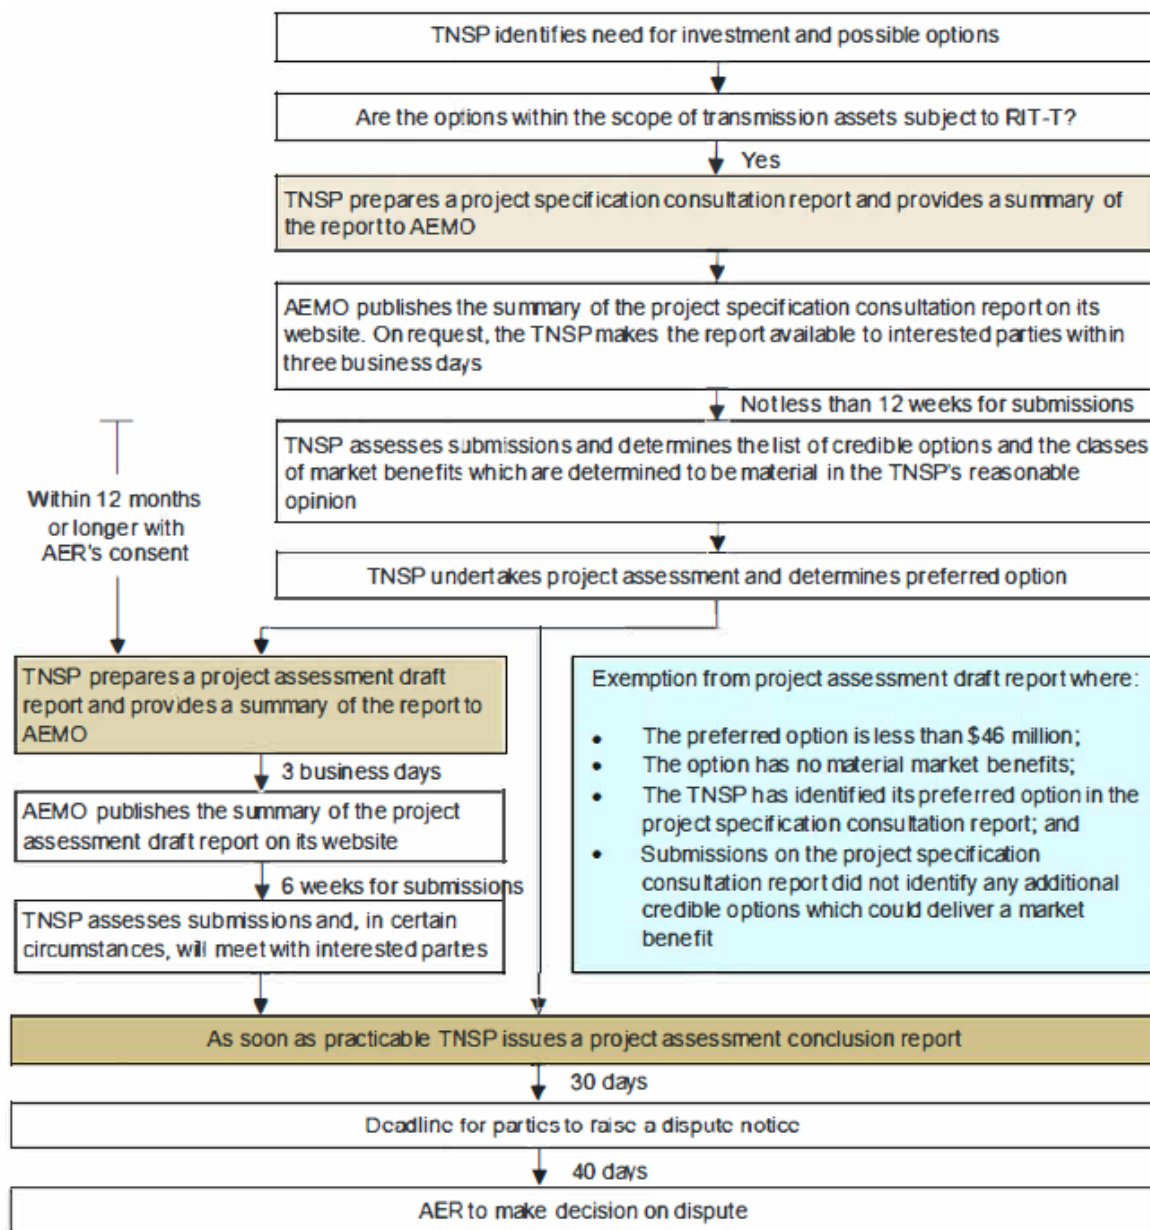 TNSP identifies need for investment and possible options
Are the options within the scope of transmission assets subject to RIT-T?
Yes
TNSP prepares a project specification consultation report and provides a summary of
the report to AEMO
AEMO publishes the summary of the project specification consultation report on its
website. On request, the TNSP makes the report available to interested parties within
three business days
Not less than 12 weeks for submissions
TNSP assesses submissions and determines the list of credible options and the classes
of market benefits which are determined to be material in the TNSP's reasonable
opinion
Within 12 months
or longer with
AER's consent
TNSP undertakes project assessment and determines preferred option
TNSP prepares a project assessment draft
report and provides a summary of the report to
AEMO
3 business days
AEMO publishes the summary of the project
assessment draft report on its website
6 weeks for submissions
TNSP assesses submissions and, in certain
circumstances, will meet with interested parties
Exemption from project assessment draft report where:
• The preferred option is less than $46 million;
• The option has no material market benefits;
• The TNSP has identified its preferred option in the
project specification consultation report; and
• Submissions on the project specification
consultation report did not identify any additional
credible options which could deliver a market
benefit
As soon as practicable TNSP issues a project assessment conclusion report
30 days
Deadline for parties to raise a dispute notice
40 days
AER to make decision on dispute